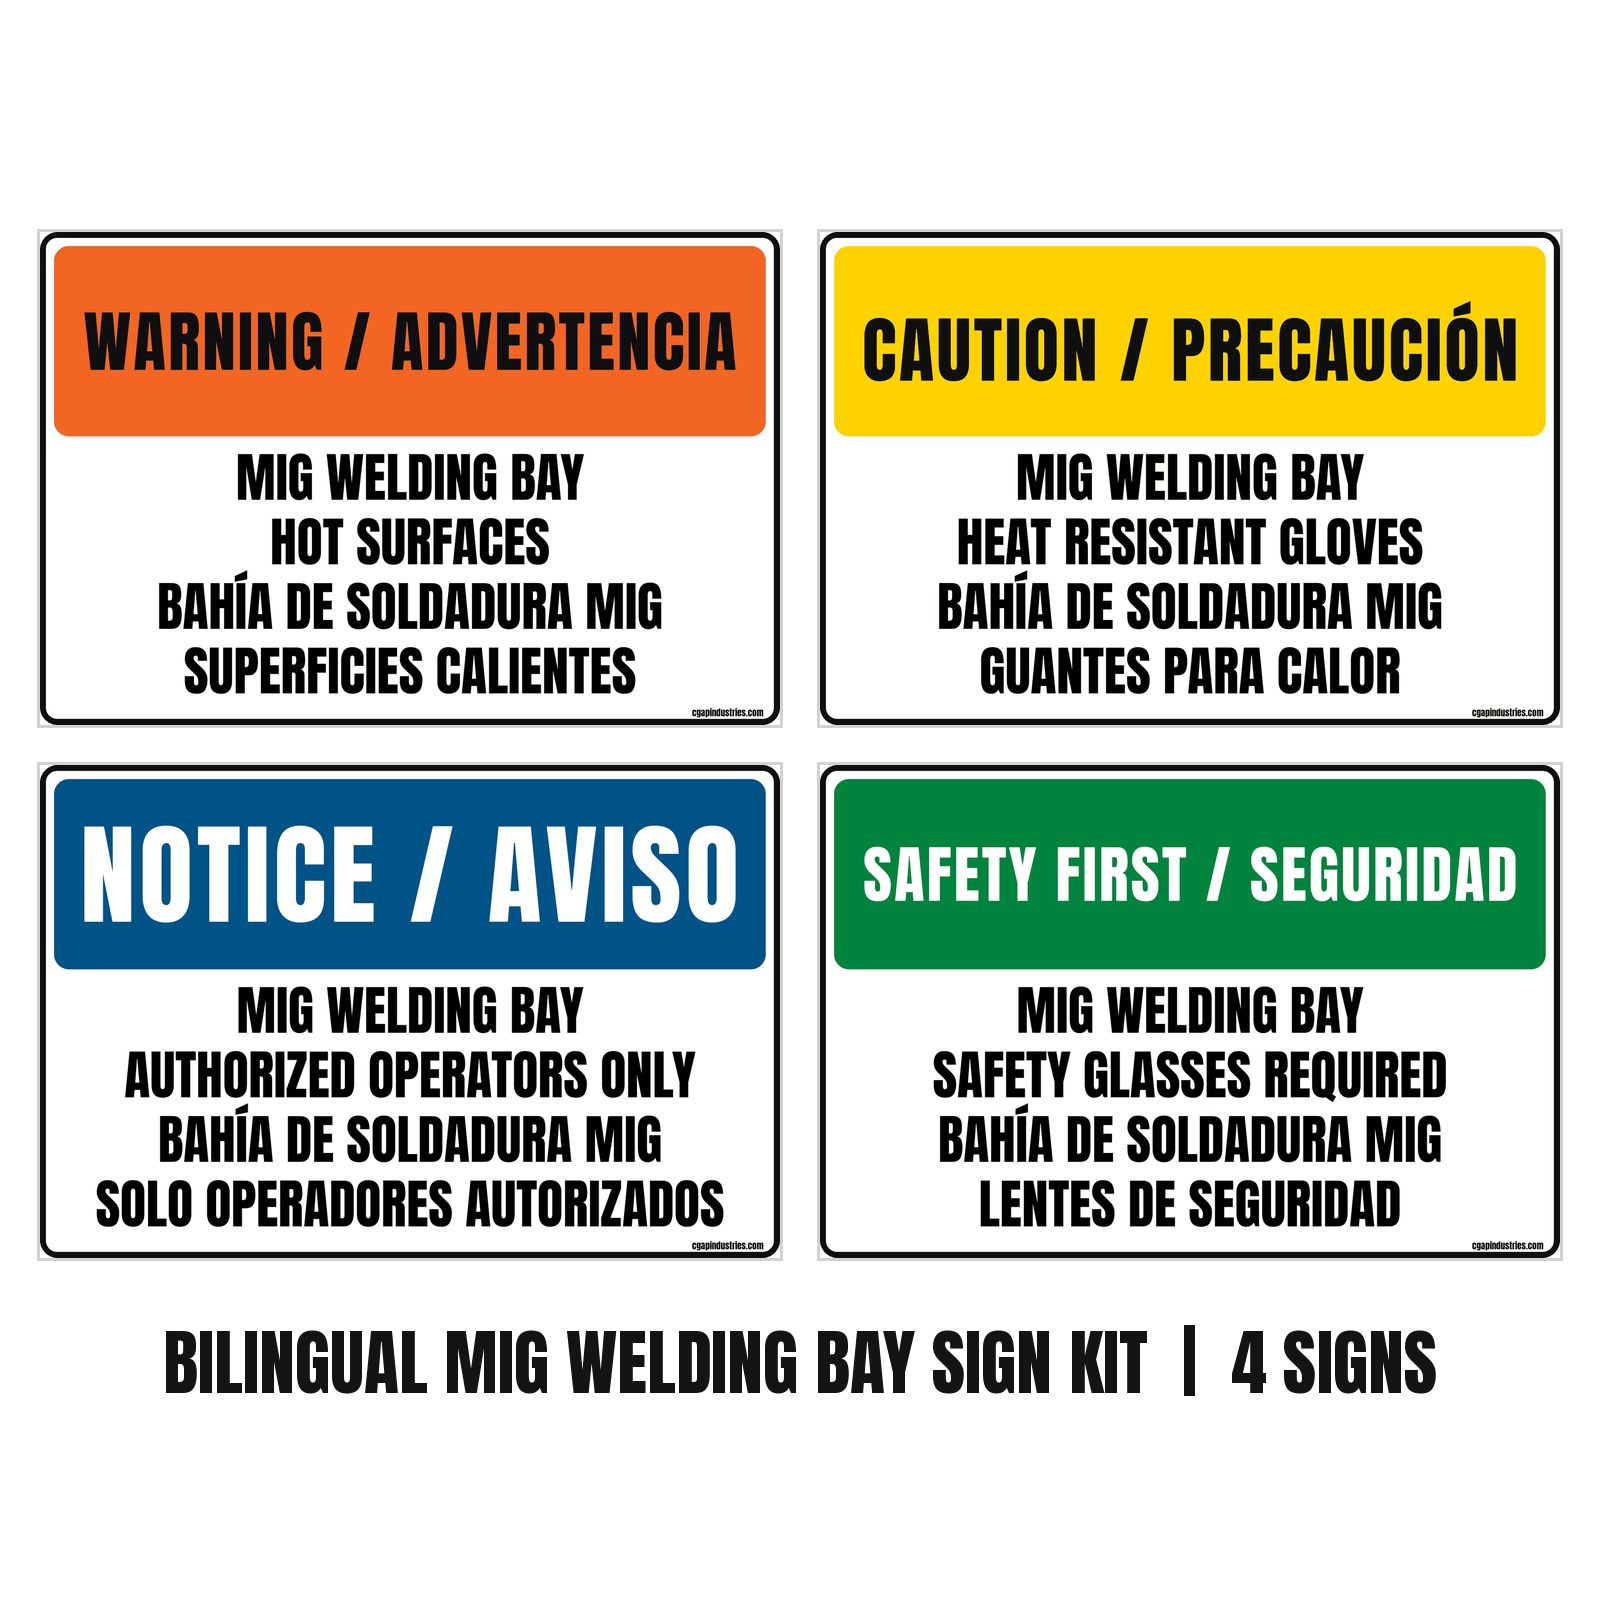 WARNING / ADVERTENCIA
MIG WELDING BAY
HOT SURFACES
BAHÍA DE SOLDADURA MIG
SUPERFICIES CALIENTES
cgapindustries.com
CAUTION / PRECAUCIÓN
MIG WELDING BAY
HEAT RESISTANT GLOVES
BAHÍA DE SOLDADURA MIG
GUANTES PARA CALOR
cgapindustries.com
NOTICE / AVISO
MIG WELDING BAY
AUTHORIZED OPERATORS ONLY
BAHÍA DE SOLDADURA MIG
SOLO OPERADORES AUTORIZADOS
cgapindustries.com
SAFETY FIRST / SEGURIDAD
MIG WELDING BAY
SAFETY GLASSES REQUIRED
BAHÍA DE SOLDADURA MIG
LENTES DE SEGURIDAD
cgapindustries.com
BILINGUAL MIG WELDING BAY SIGN KIT | 4 SIGNS